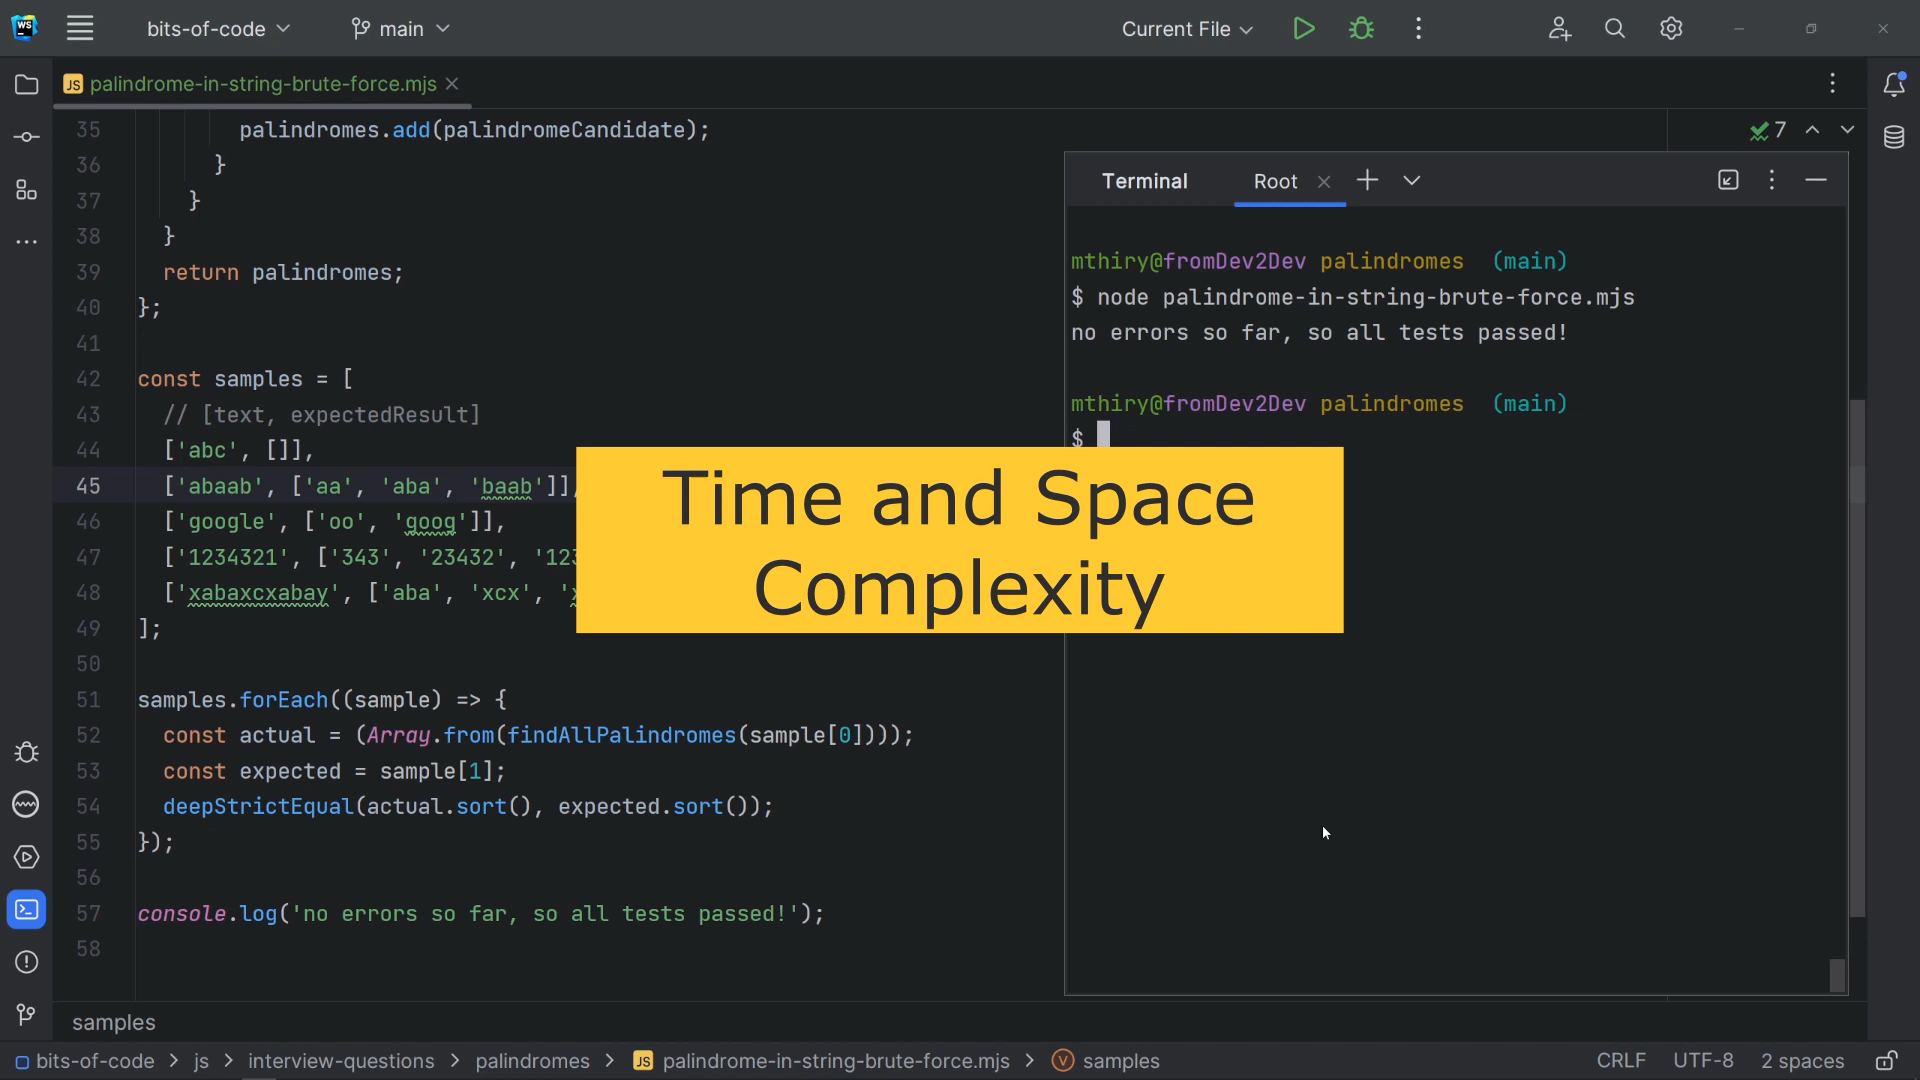 WS bits-of-code main Current File
JS palindrome-in-string-brute-force.mjs
35 palindromes.add(palindromeCandidate);
36 }
37 }
38 }
39 return palindromes;
40 };
41
42 const samples = [
43 // [text, expectedResult]
44 ['abc', []],
45 ['abaab', ['aa', 'aba', 'baab']],
46 ['google', ['oo', 'goog']],
47 ['1234321', ['343', '23432', '123
48 ['xabaxcxabay', ['aba', 'xcx', 'x
49 ];
50
51 samples.forEach((sample) => {
52 const actual = (Array.from(findAllPalindromes(sample[0])));
53 const expected = sample[1];
54 deepStrictEqual(actual.sort(), expected.sort());
55 });
56
57 console.log('no errors so far, so all tests passed!');
58
7
Terminal Root
mthiry@fromDev2Dev palindromes (main)
$ node palindrome-in-string-brute-force.mjs
no errors so far, so all tests passed!
mthiry@fromDev2Dev palindromes (main)
$
Time and Space
Complexity
samples
bits-of-code > js > interview-questions > palindromes > JS palindrome-in-string-brute-force.mjs > V samples CRLF UTF-8 2 spaces